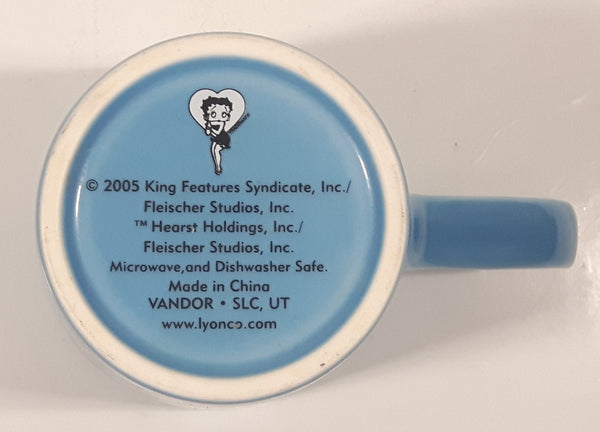 © 2005 King Features Syndicate, Inc./
Fleischer Studios, Inc.
™ Hearst Holdings, Inc./
Fleischer Studios, Inc.
Microwave,and Dishwasher Safe.
Made in China
VANDOR • SLC, UT
www.lyonco.com